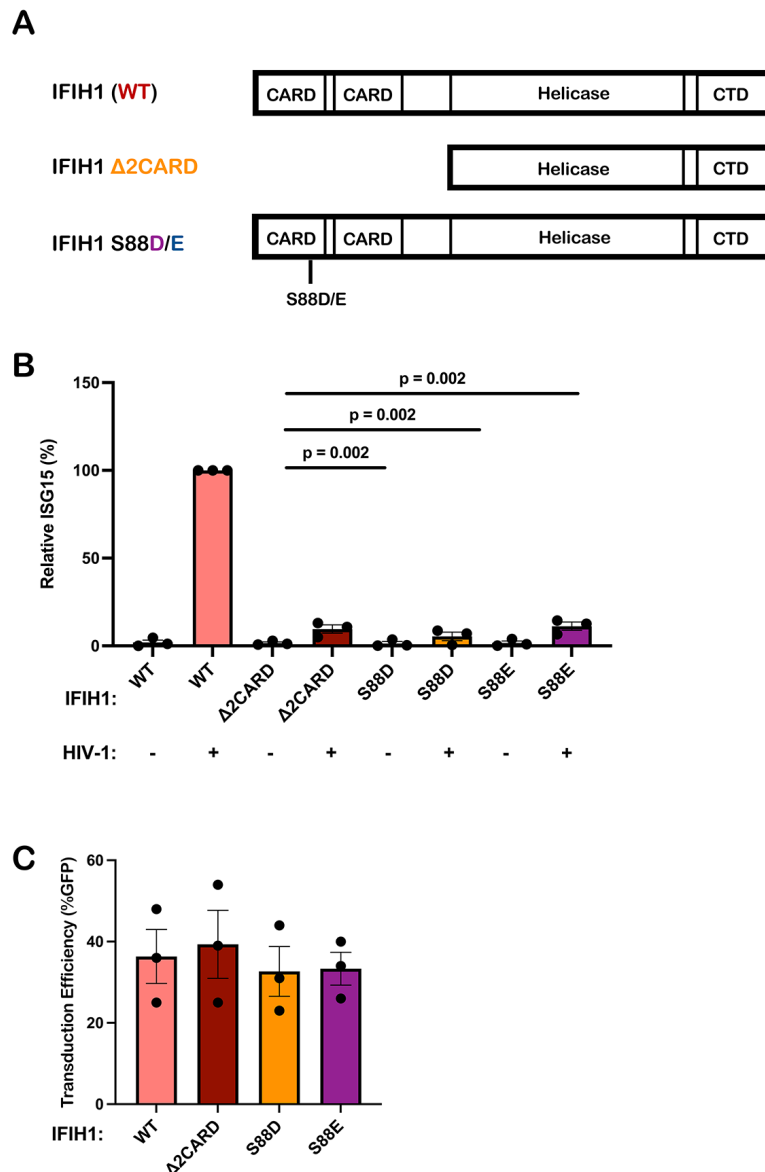 A
IFIH1 (WT) CARD CARD Helicase CTD
IFIH1 Δ2CARD Helicase CTD
IFIH1 S88D/E CARD CARD Helicase CTD
S88D/E
B
Relative ISG15 (%)
150
100
50
0
p = 0.002
p = 0.002
p = 0.002
IFIH1: WT WT Δ2CARD Δ2CARD S88D S88D S88E S88E
HIV-1: - + - + - + - +
C
Transduction Efficiency (%GFP)
60
40
20
0
IFIH1: WT Δ2CARD S88D S88E